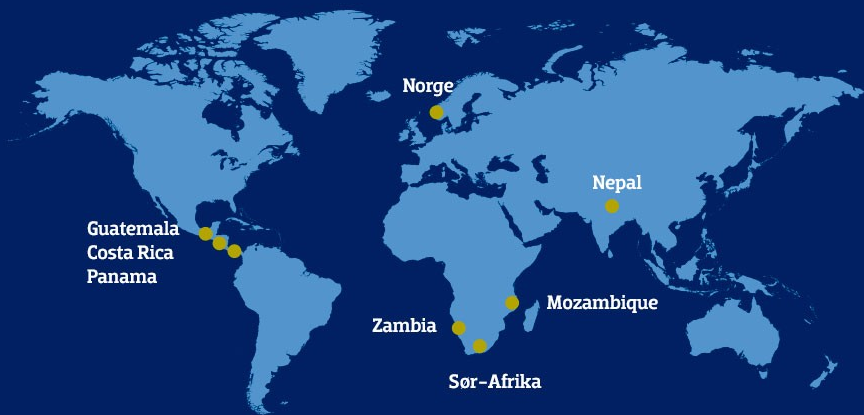 Norge
Nepal
Guatemala
Costa Rica
Panama
Mozambique
Zambia
Sør-Afrika